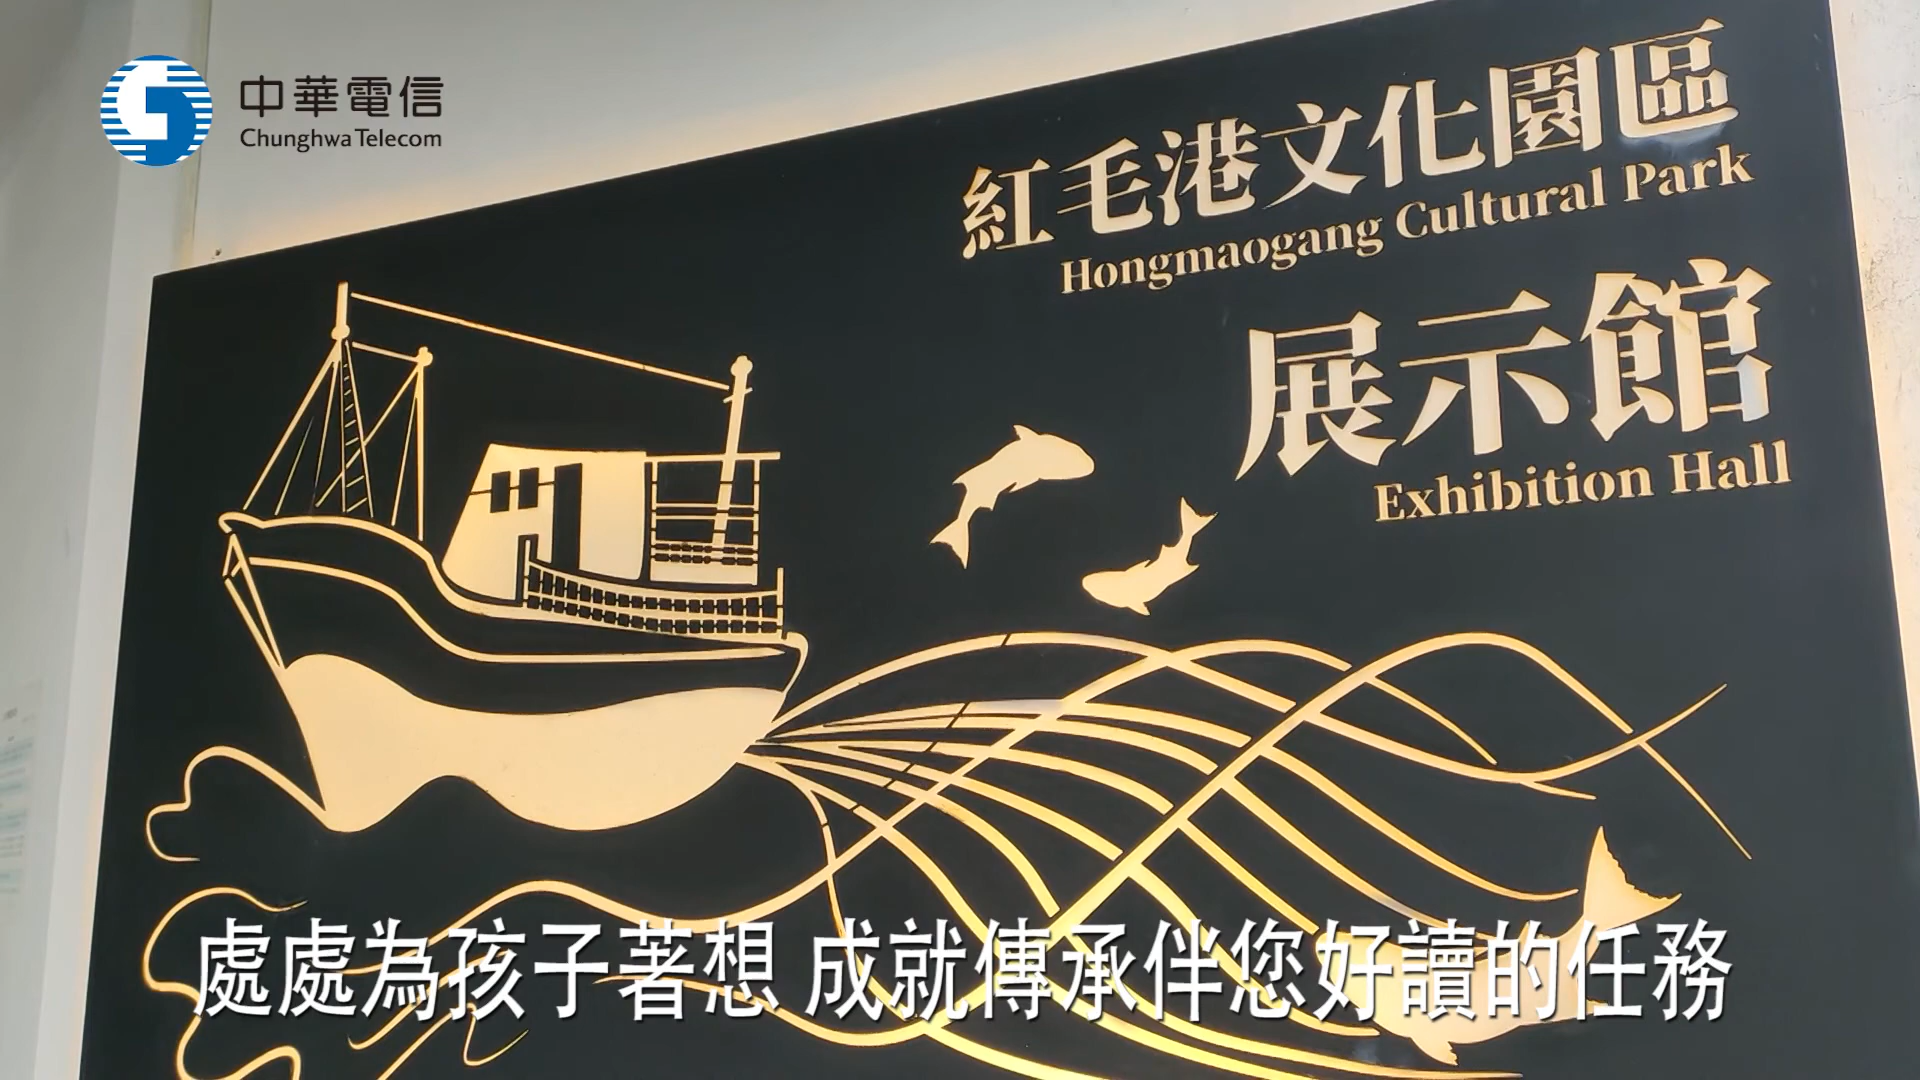 中華電信
Chunghwa Telecom
紅毛港文化園區
Hongmaogang Cultural Park
展示館
Exhibition Hall
處處為孩子著想 成就傳承伴您好讀的任務